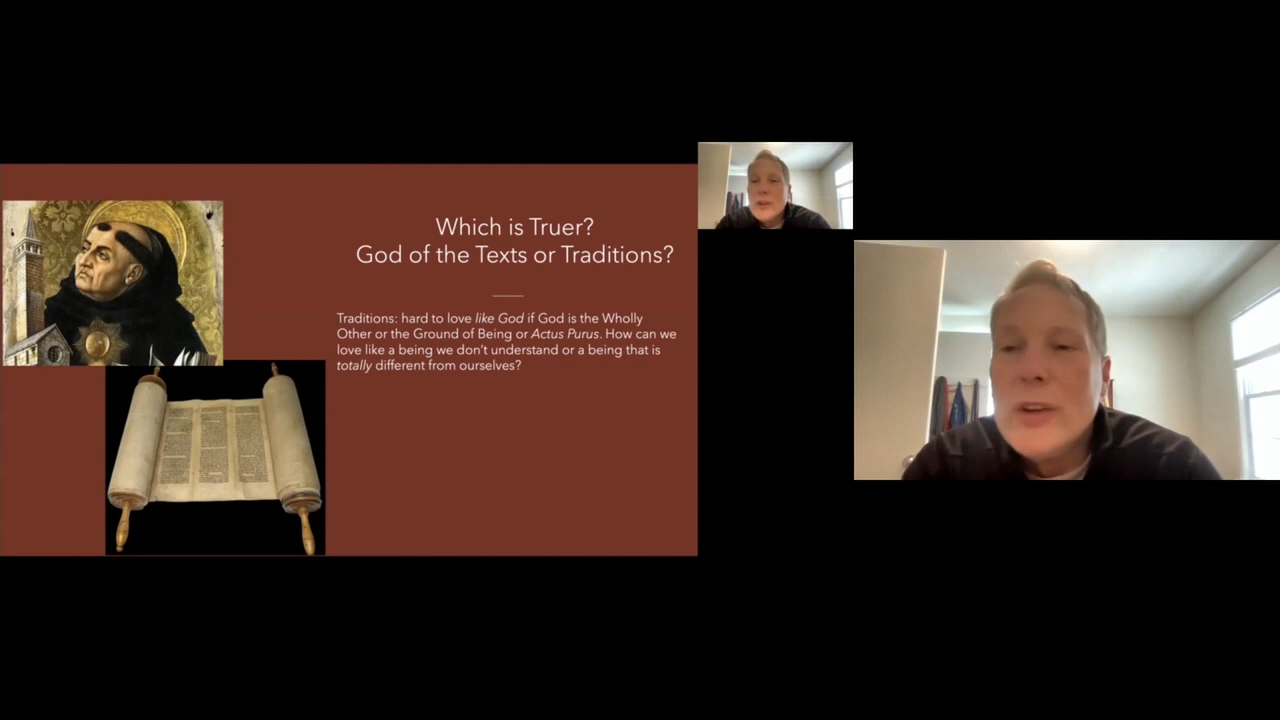 Which is Truer?
God of the Texts or Traditions?
Traditions: hard to love like God if God is the Wholly
Other or the Ground of Being or Actus Purus. How can we
love like a being we don't understand or a being that is
totally different from ourselves?